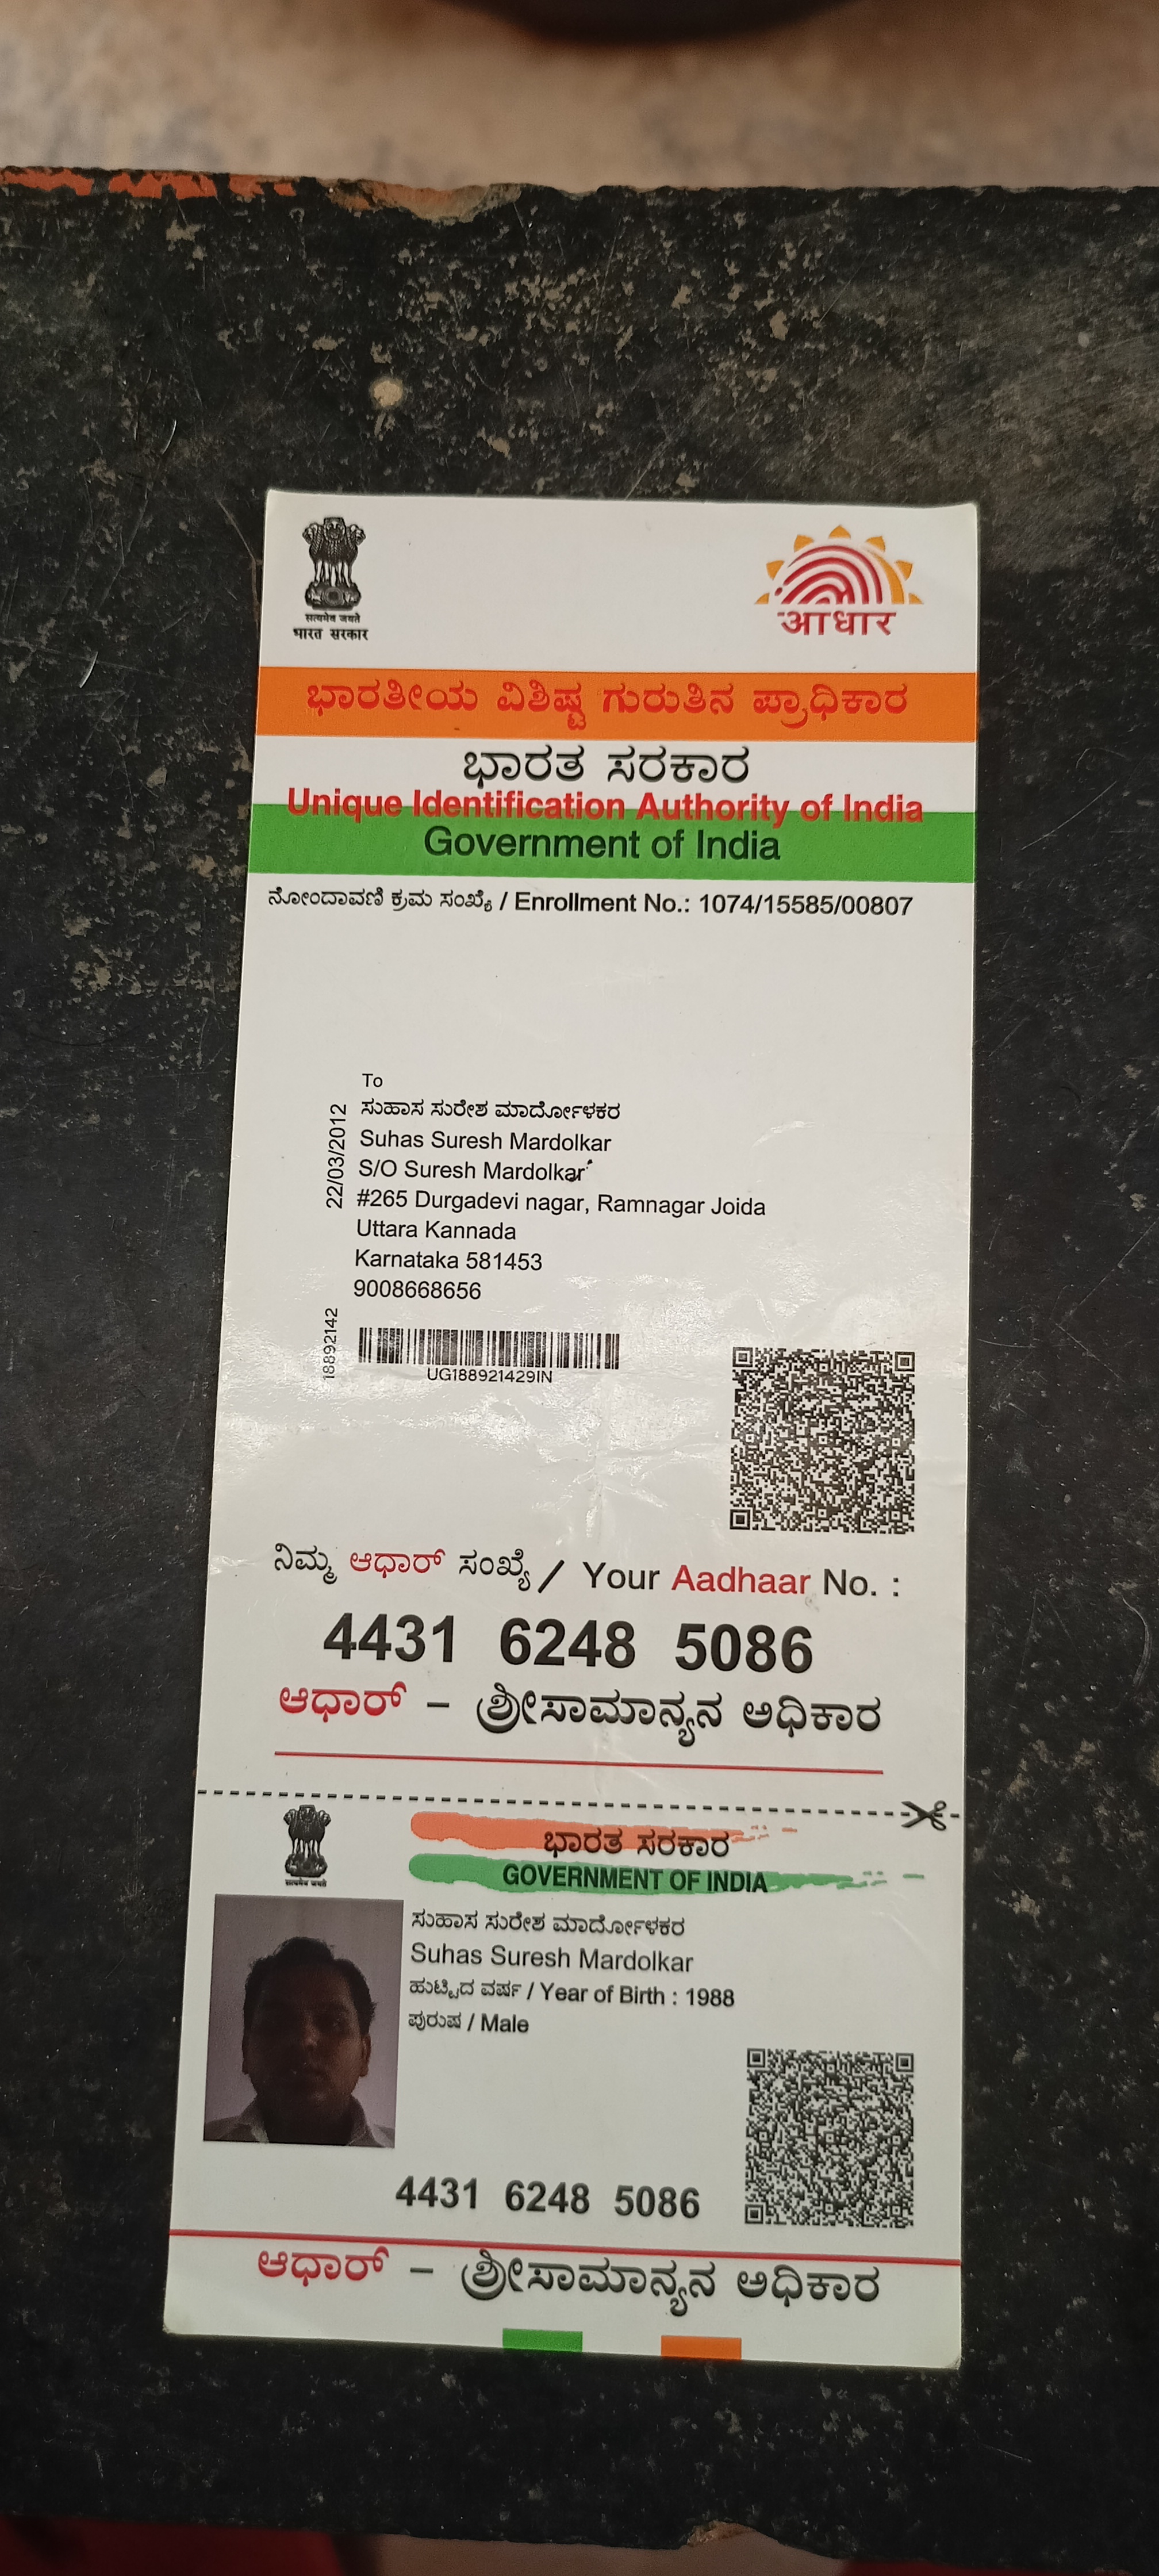 सत्यमेव जयते
भारत सरकार
आधार
ಭಾರತೀಯ ವಿಶಿಷ್ಟ ಗುರುತಿನ ಪ್ರಾಧಿಕಾರ
ಭಾರತ ಸರಕಾರ
Unique Identification Authority of India
Government of India
ನೋಂದಾವಣಿ ಕ್ರಮ ಸಂಖ್ಯೆ / Enrollment No.: 1074/15585/00807
22/03/2012
To
ಸುಹಾಸ ಸುರೇಶ ಮಾರ್ದೋಳಕರ
Suhas Suresh Mardolkar
S/O Suresh Mardolkar
#265 Durgadevi nagar, Ramnagar Joida
Uttara Kannada
Karnataka 581453
9008668656
18892142
UG188921429IN
ನಿಮ್ಮ ಆಧಾರ್ ಸಂಖ್ಯೆ / Your Aadhaar No. :
4431 6248 5086
ಆಧಾರ್ – ಶ್ರೀಸಾಮಾನ್ಯನ ಅಧಿಕಾರ
सत्यमेव जयते
ಭಾರತ ಸರಕಾರ
GOVERNMENT OF INDIA
ಸುಹಾಸ ಸುರೇಶ ಮಾರ್ದೋಳಕರ
Suhas Suresh Mardolkar
ಹುಟ್ಟಿದ ವರ್ಷ / Year of Birth : 1988
ಪುರುಷ / Male
4431 6248 5086
ಆಧಾರ್ – ಶ್ರೀಸಾಮಾನ್ಯನ ಅಧಿಕಾರ